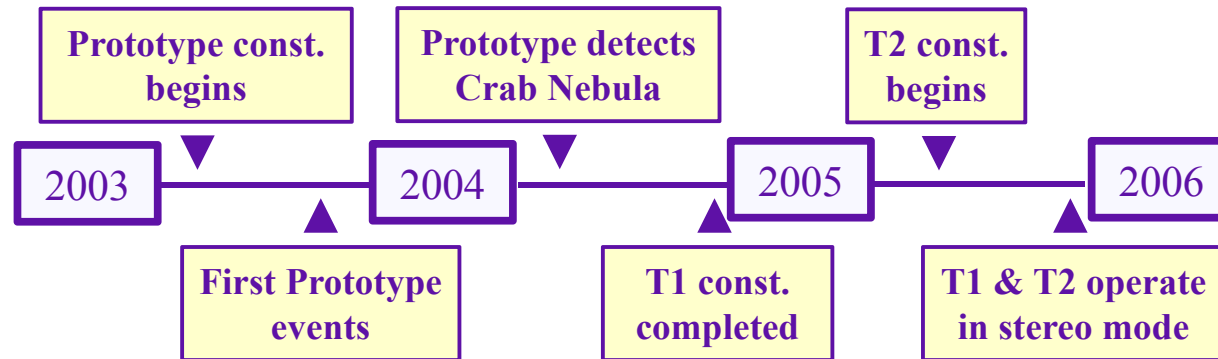 Prototype const.
begins
Prototype detects
Crab Nebula
T2 const.
begins
2003
2004
2005
2006
First Prototype
events
T1 const.
completed
T1 & T2 operate
in stereo mode